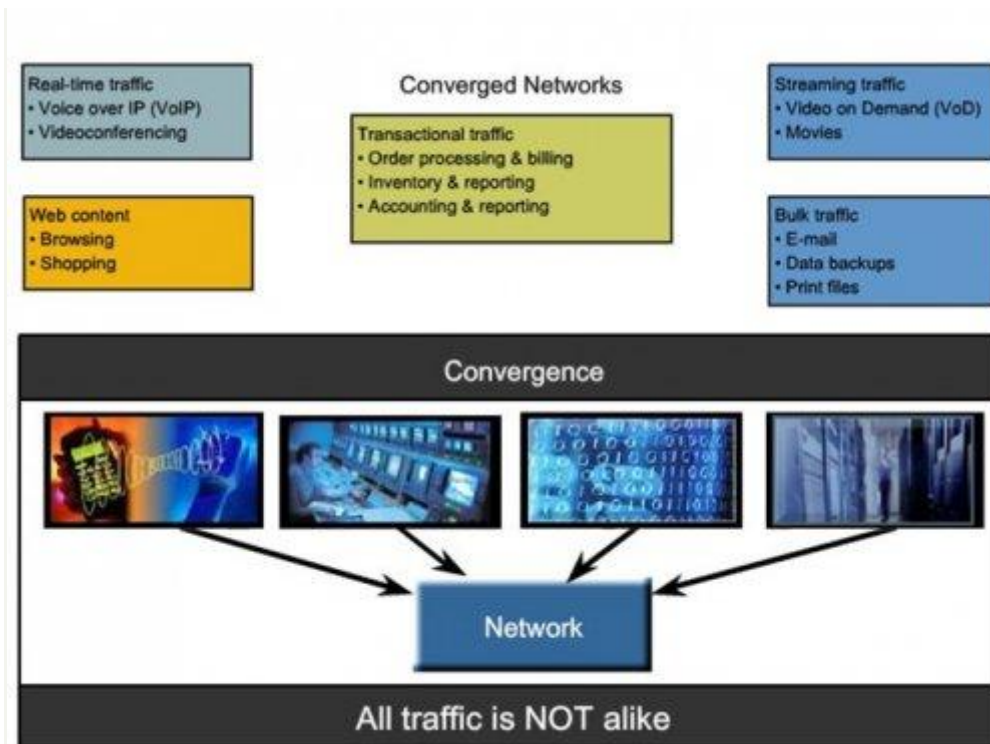 Real-time traffic
• Voice over IP (VoIP)
• Videoconferencing
Converged Networks
Streaming traffic
• Video on Demand (VoD)
• Movies
Transactional traffic
• Order processing & billing
• Inventory & reporting
• Accounting & reporting
Web content
• Browsing
• Shopping
Bulk traffic
• E-mail
• Data backups
• Print files
Convergence
Network
All traffic is NOT alike